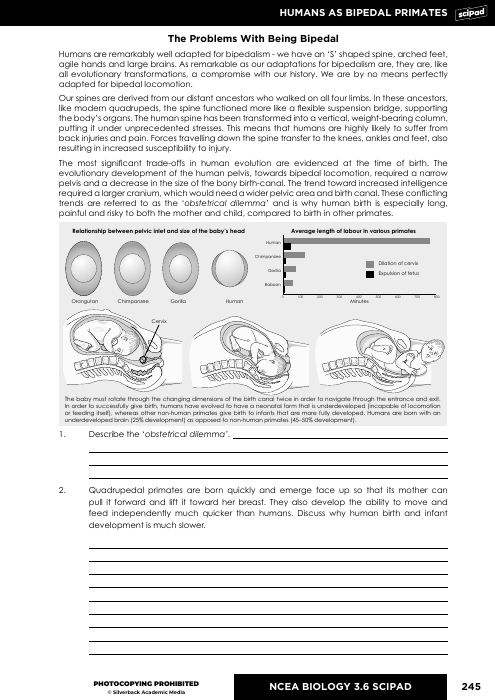 HUMANS AS BIPEDAL PRIMATES
scipad
The Problems With Being Bipedal
Humans are remarkably well adapted for bipedalism - we have an 'S' shaped spine, arched feet,
agile hands and large brains. As remarkable as our adaptations for bipedalism are, they are, like
all evolutionary transformations, a compromise with our history. We are by no means perfectly
adapted for bipedal locomotion.
Our spines are derived from our distant ancestors who walked on all four limbs. In these ancestors,
like modern quadrupeds, the spine functioned more like a flexible suspension bridge, supporting
the body's organs. The human spine has been transformed into a vertical, weight-bearing column,
putting it under unprecedented stresses. This means that humans are highly likely to suffer from
back injuries and pain. Forces travelling down the spine transfer to the knees, ankles and feet, also
resulting in increased susceptibility to injury.
The most significant trade-offs in human evolution are evidenced at the time of birth. The
evolutionary development of the human pelvis, towards bipedal locomotion, required a narrow
pelvis and a decrease in the size of the bony birth-canal. The trend toward increased intelligence
required a larger cranium, which would need a wider pelvic area and birth canal. These conflicting
trends are referred to as the 'obstetrical dilemma' and is why human birth is especially long,
painful and risky to both the mother and child, compared to birth in other primates.
Relationship between pelvic inlet and size of the baby's head
Orangutan
Chimpanzee
Gorilla
Human
Average length of labour in various primates
Human
Chimpanzee
Gorilla
Baboon
Dilation of cervix
Expulsion of fetus
0 100 200 300 400 500 600 700 800
Minutes
Cervix
The baby must rotate through the changing dimensions of the birth canal twice in order to navigate through the entrance and exit.
In order to successfully give birth, humans have evolved to have a neonatal form that is underdeveloped (incapable of locomotion
or feeding itself), whereas other non-human primates give birth to infants that are more fully developed. Humans are born with an
underdeveloped brain (25% development) as opposed to non-human primates (45-50% development).
1. Describe the 'obstetrical dilemma'.
2. Quadrupedal primates are born quickly and emerge face up so that its mother can
pull it forward and lift it toward her breast. They also develop the ability to move and
feed independently much quicker than humans. Discuss why human birth and infant
development is much slower.
PHOTOCOPYING PROHIBITED
© Silverback Academic Media
NCEA BIOLOGY 3.6 SCIPAD
245